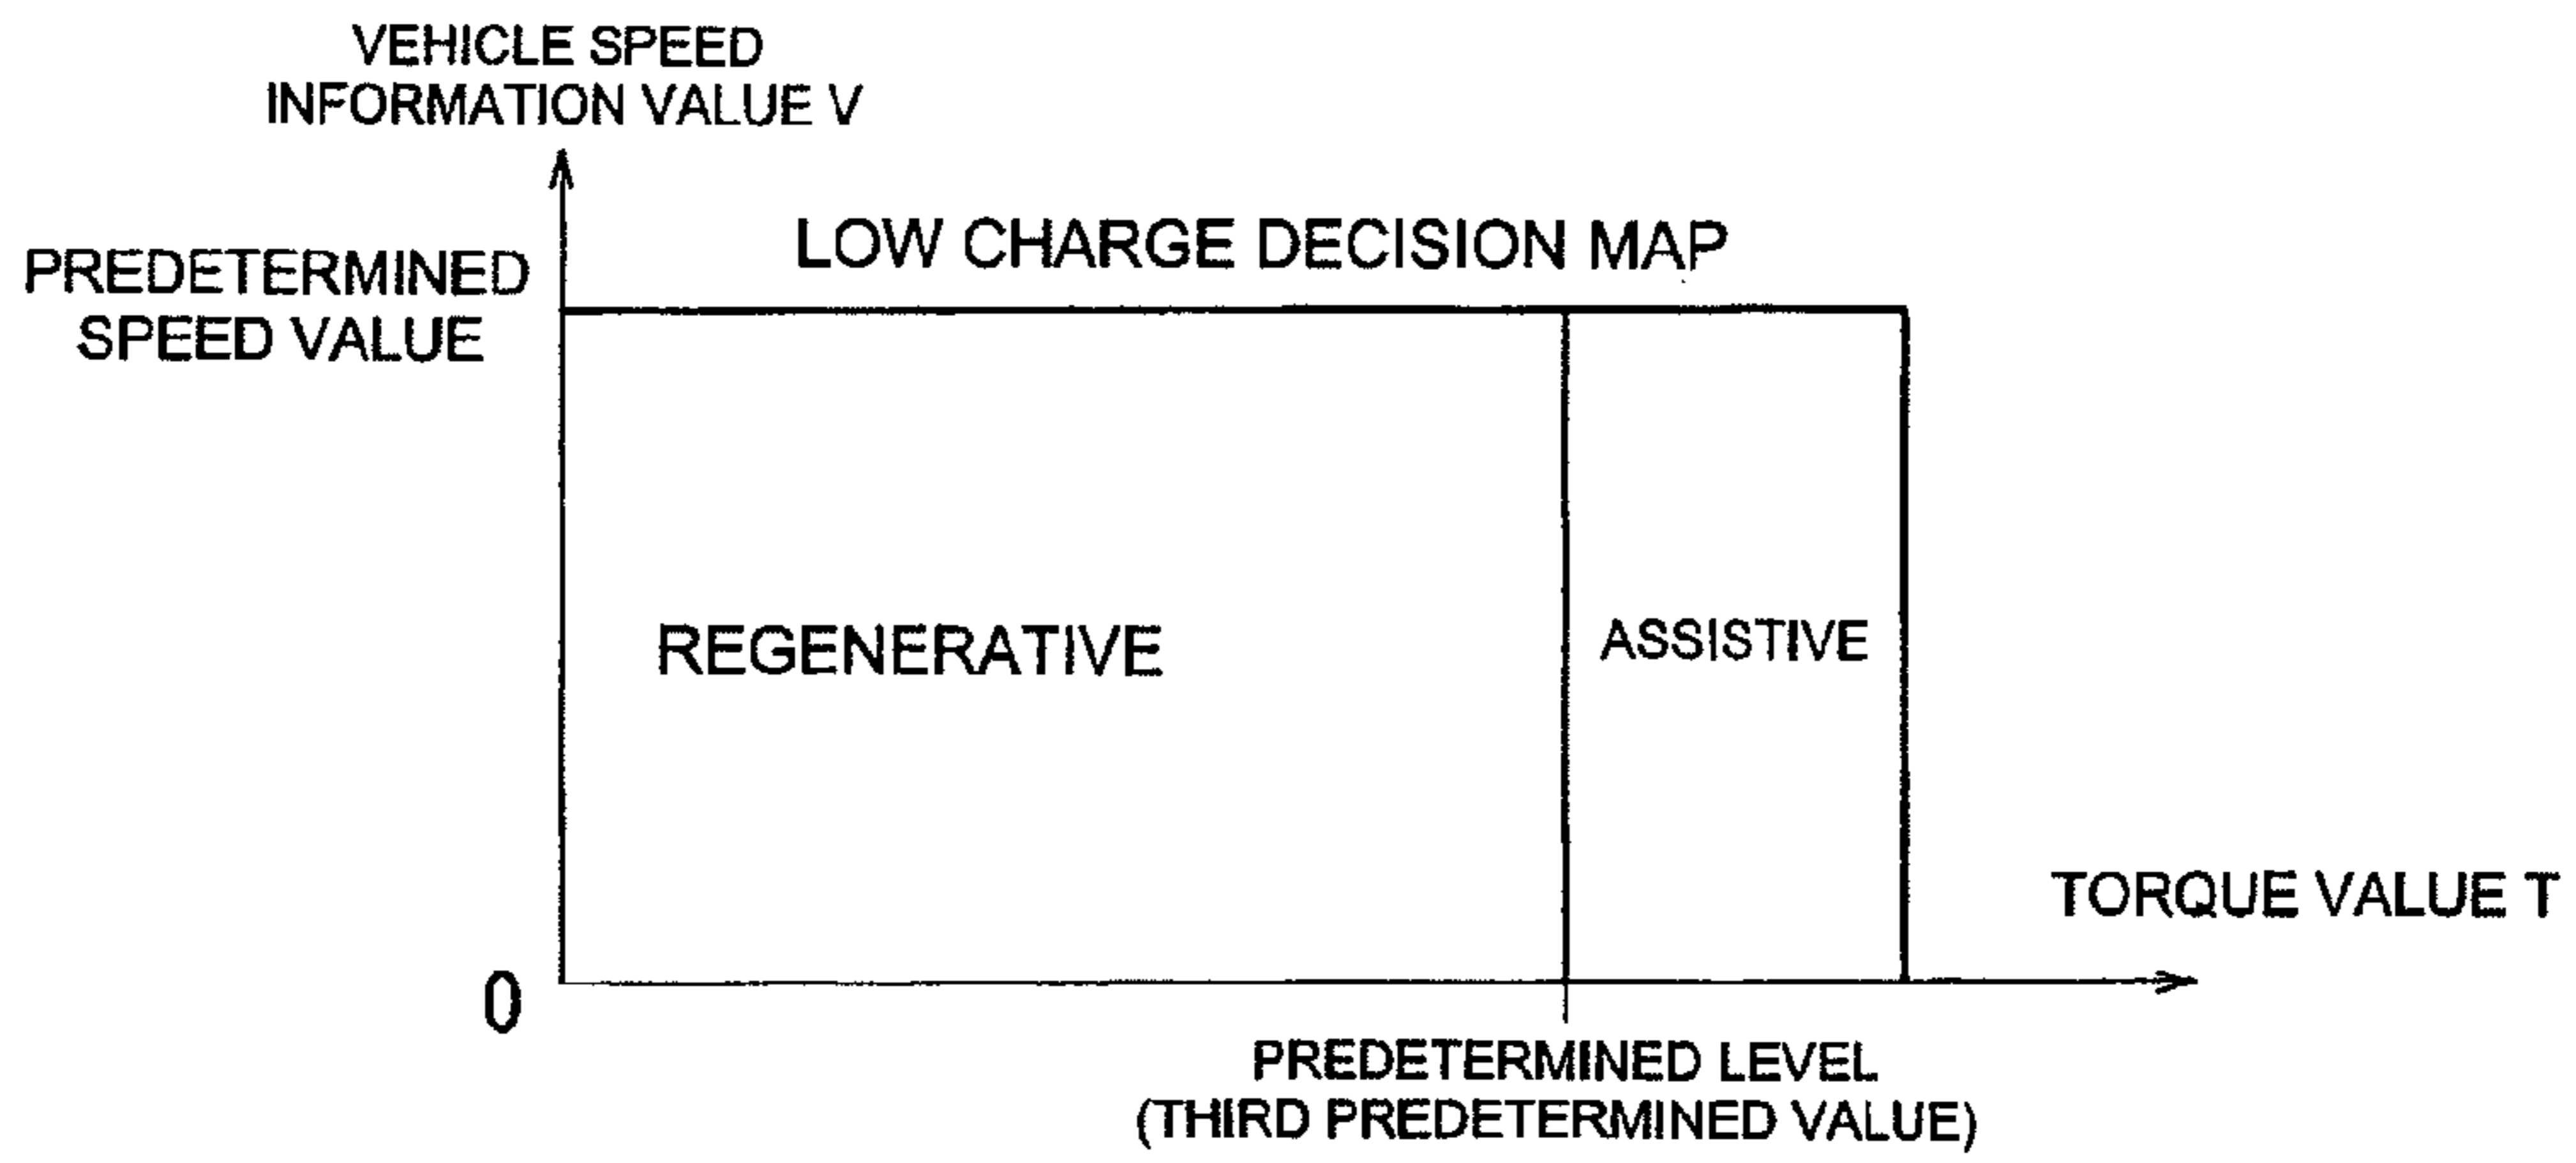 VEHICLE SPEED
INFORMATION VALUE V
LOW CHARGE DECISION MAP
PREDETERMINED
SPEED VALUE
REGENERATIVE
ASSISTIVE
TORQUE VALUE T
0
PREDETERMINED LEVEL
(THIRD PREDETERMINED VALUE)